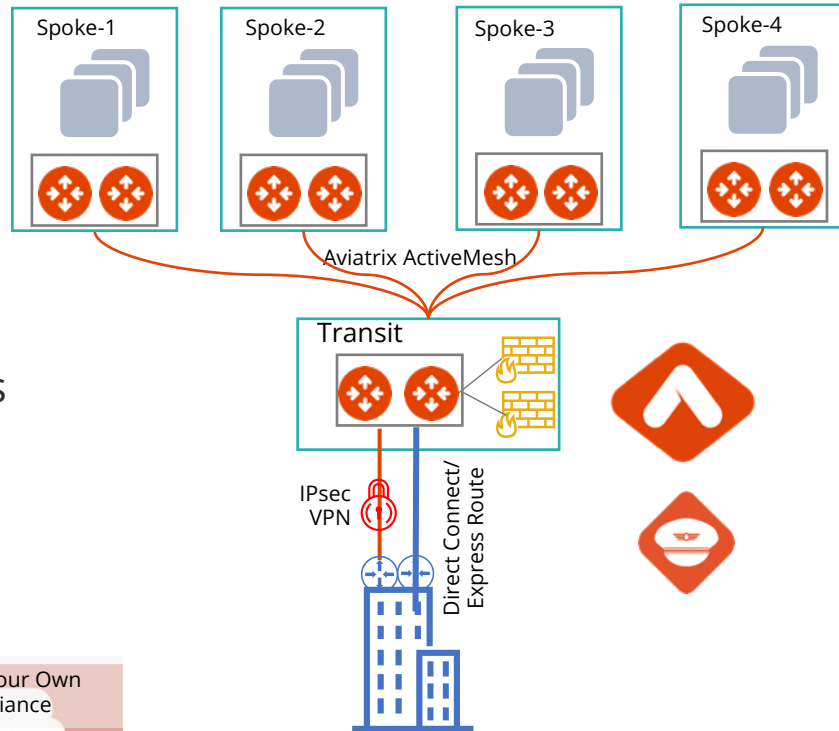 Spoke-1
Spoke-2
Spoke-3
Spoke-4
Aviatrix ActiveMesh
Transit
s
IPsec
VPN
Direct Connect/
Express Route
our Own
iance